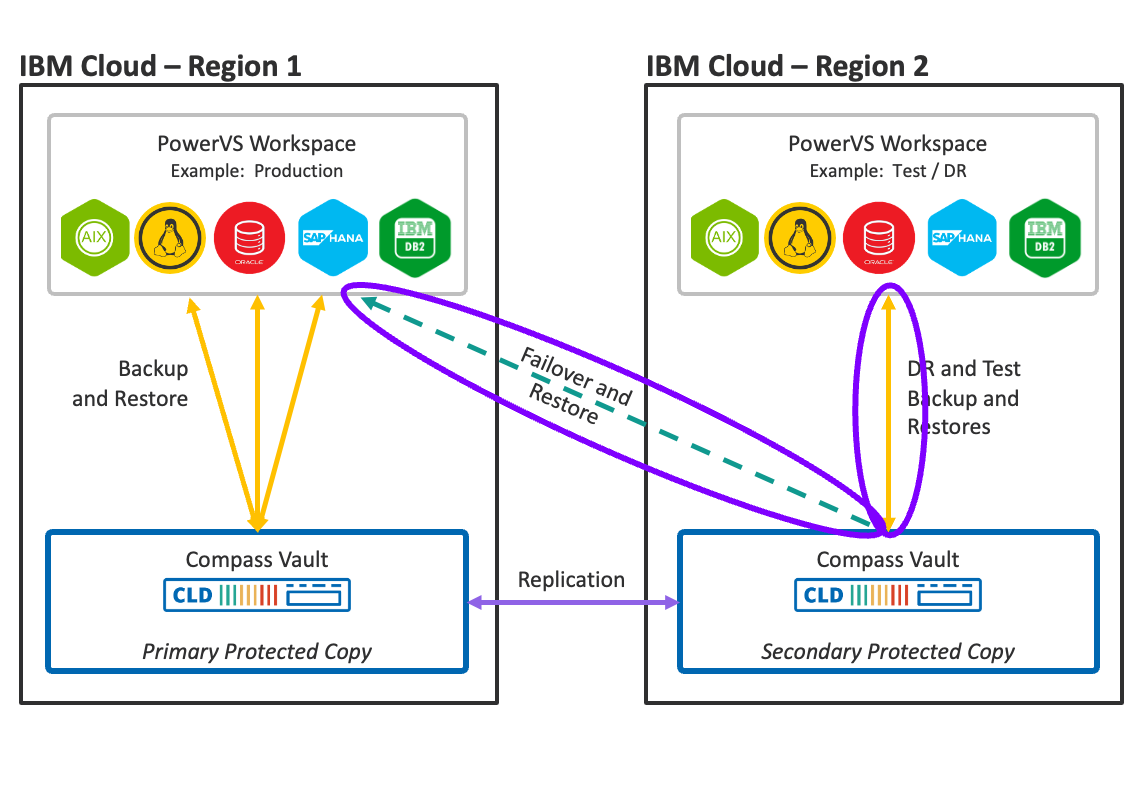 IBM Cloud – Region 1
IBM Cloud – Region 2
PowerVS Workspace
Example: Production
AIX
ORACLE
SAP HANA
IBM
DB2
PowerVS Workspace
Example: Test / DR
AIX
ORACLE
SAP HANA
IBM
DB2
Backup
and Restore
Failover and
Restore
DR and Test
Backup and
Restores
Compass Vault
CLD
Primary Protected Copy
Replication
Compass Vault
CLD
Secondary Protected Copy